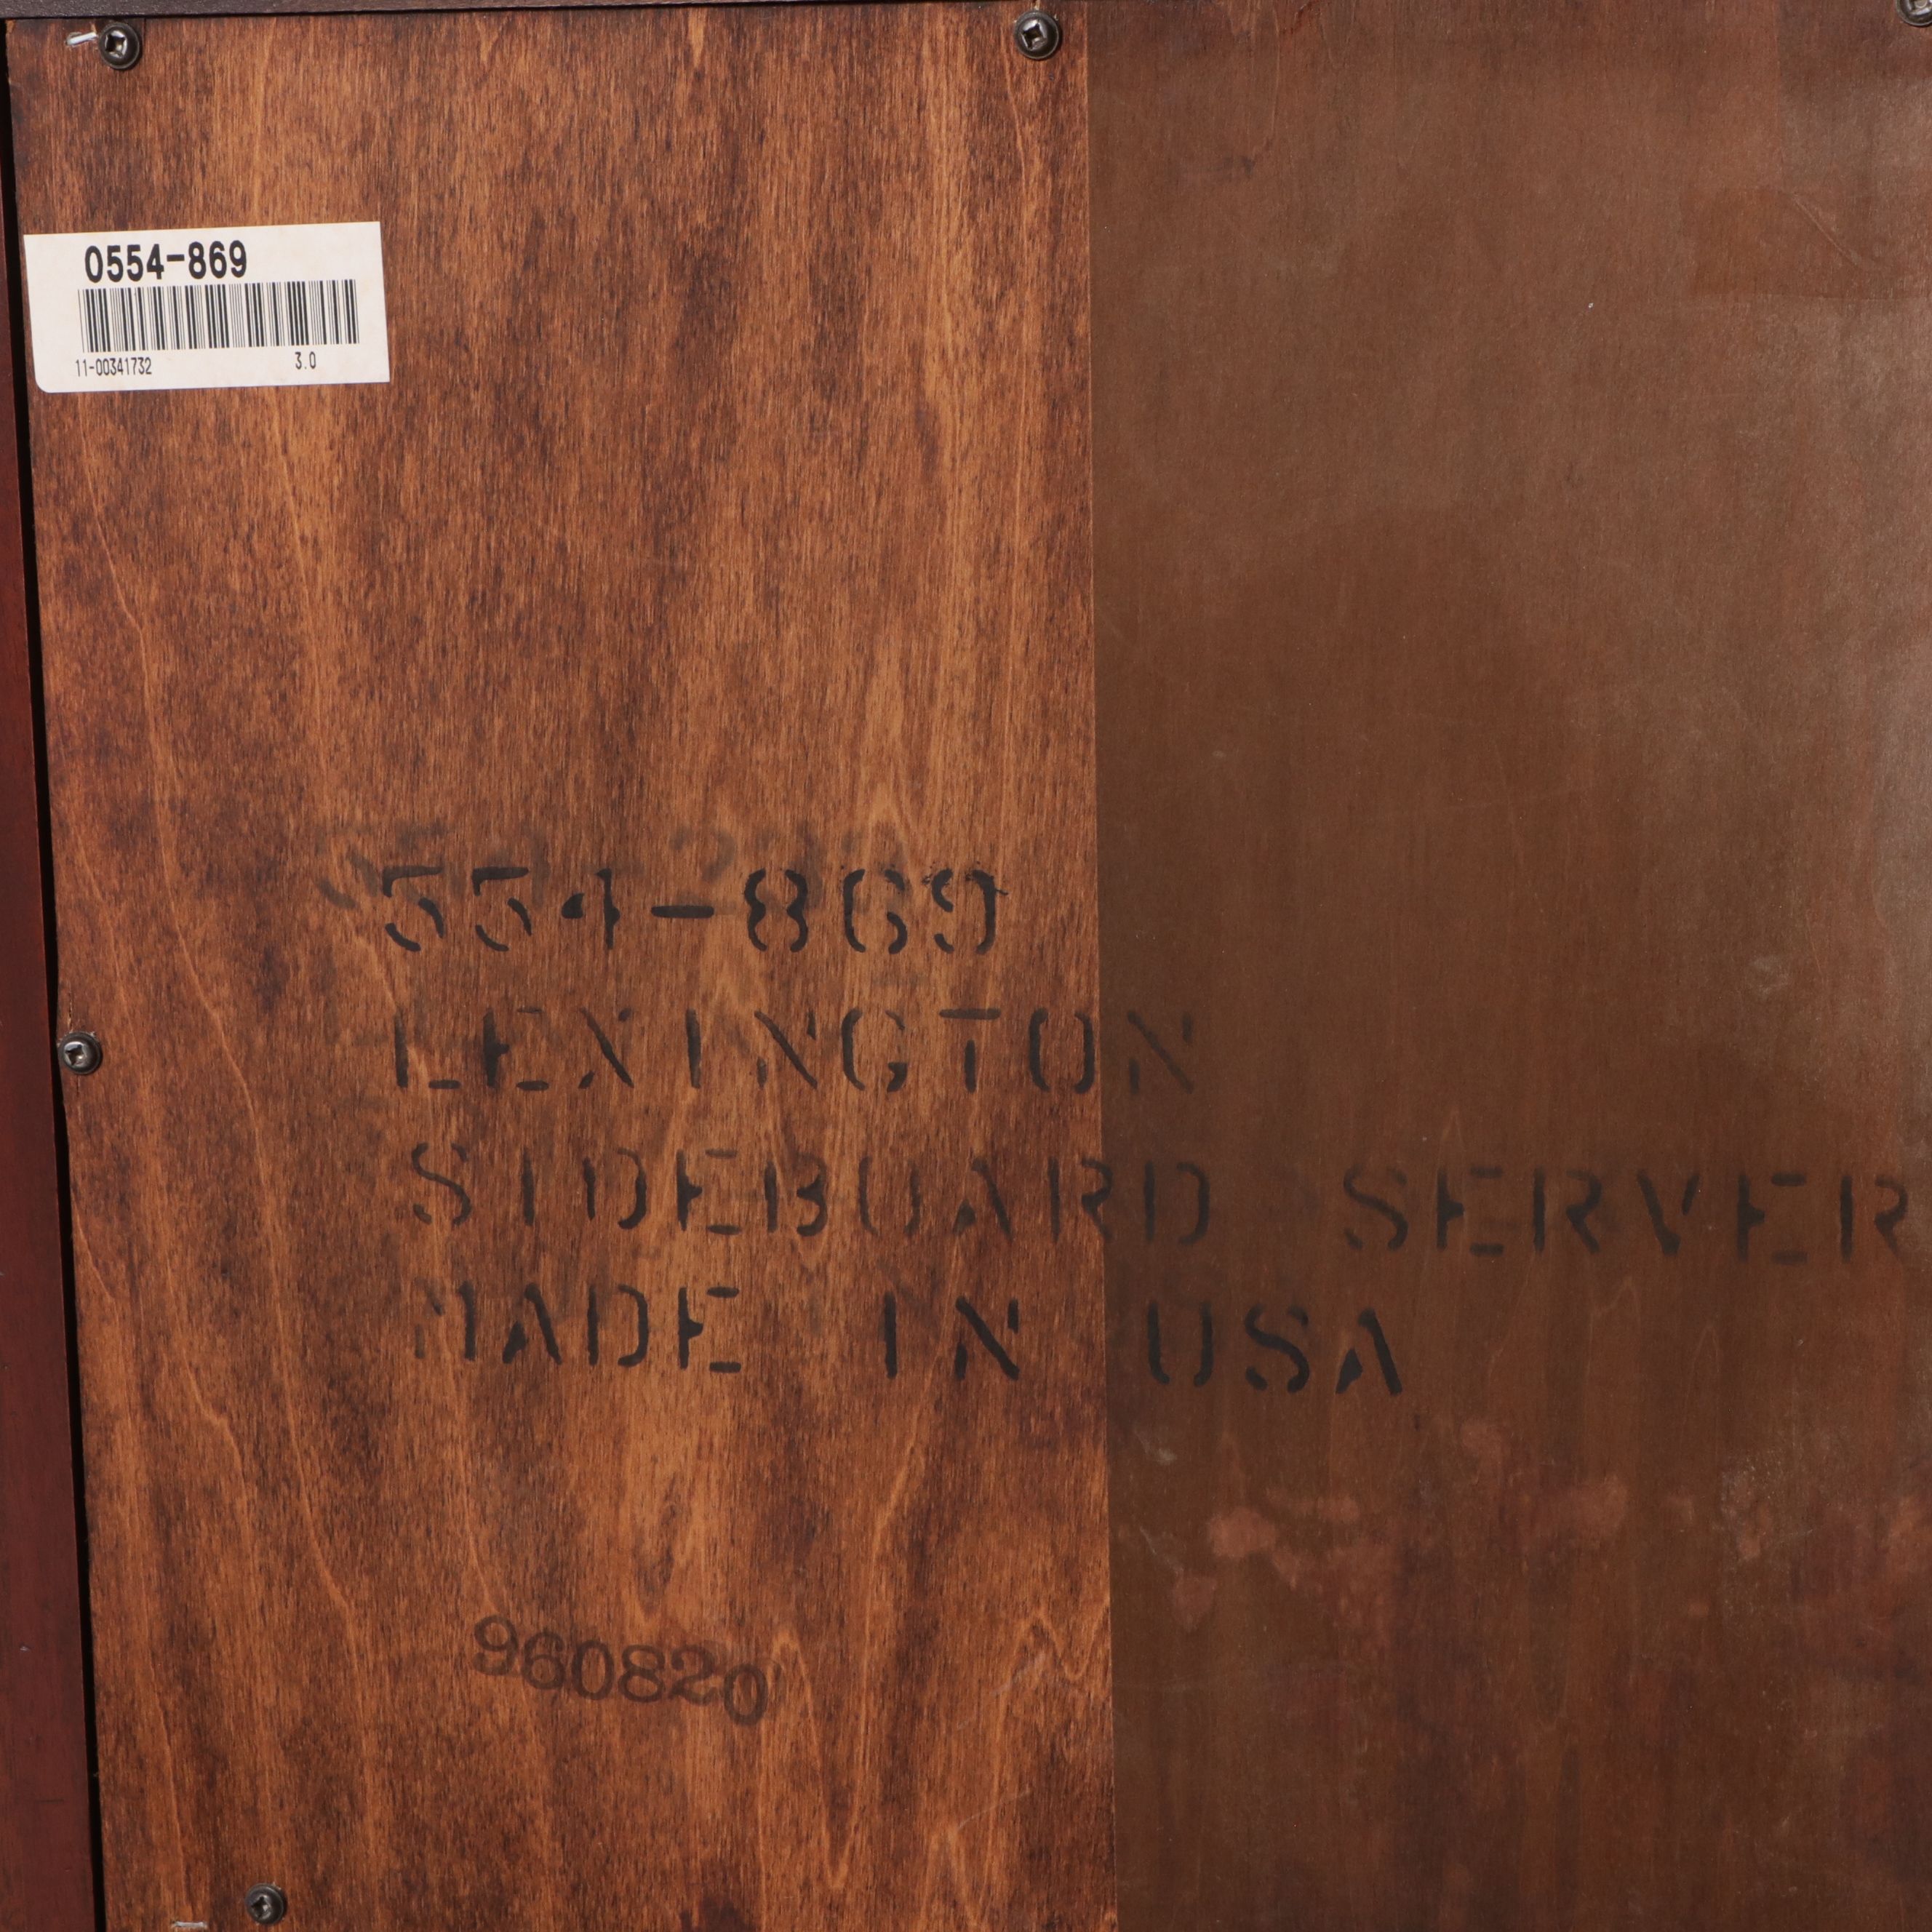 0554-869
11-00341732 3.0
554-869
LEXINGTON
SIDEBOARD SERVER
MADE IN USA
960820